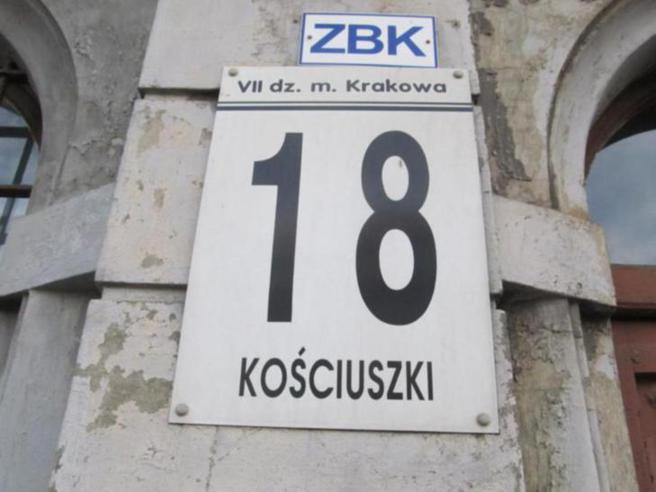 ZBK
VII dz. m. Krakowa
18
KOŚCIUSZKI